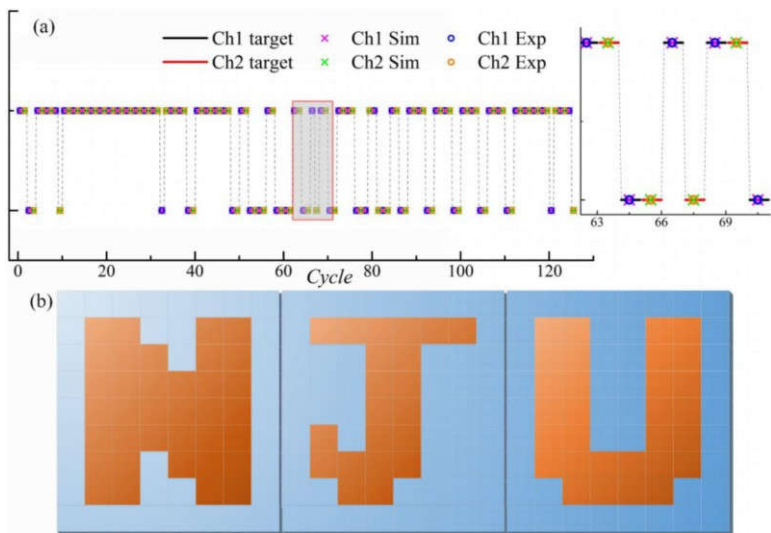 (a)
Ch1 target Ch1 Sim Ch1 Exp
Ch2 target Ch2 Sim Ch2 Exp
63 66 69
0 20 40 60 80 100 120
Cycle
(b)
NJU